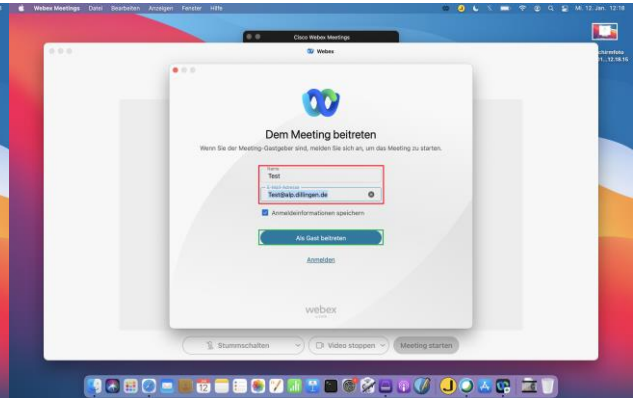 Webex Meetings Datei Bearbeiten Anzeigen Fenster Hilfe
Mi. 12. Jan. 12:18
Cisco Webex Meetings
Webex
Dem Meeting beitreten
Wenn Sie der Meeting-Gastgeber sind, melden Sie sich an, um das Meeting zu starten.
Name
Test
E-Mail-Adresse
Test@alp.dillingen.de
Anmeldeinformationen speichern
Als Gast beitreten
Anmelden
webex
Stummschalten
Video stoppen
Meeting starten
12